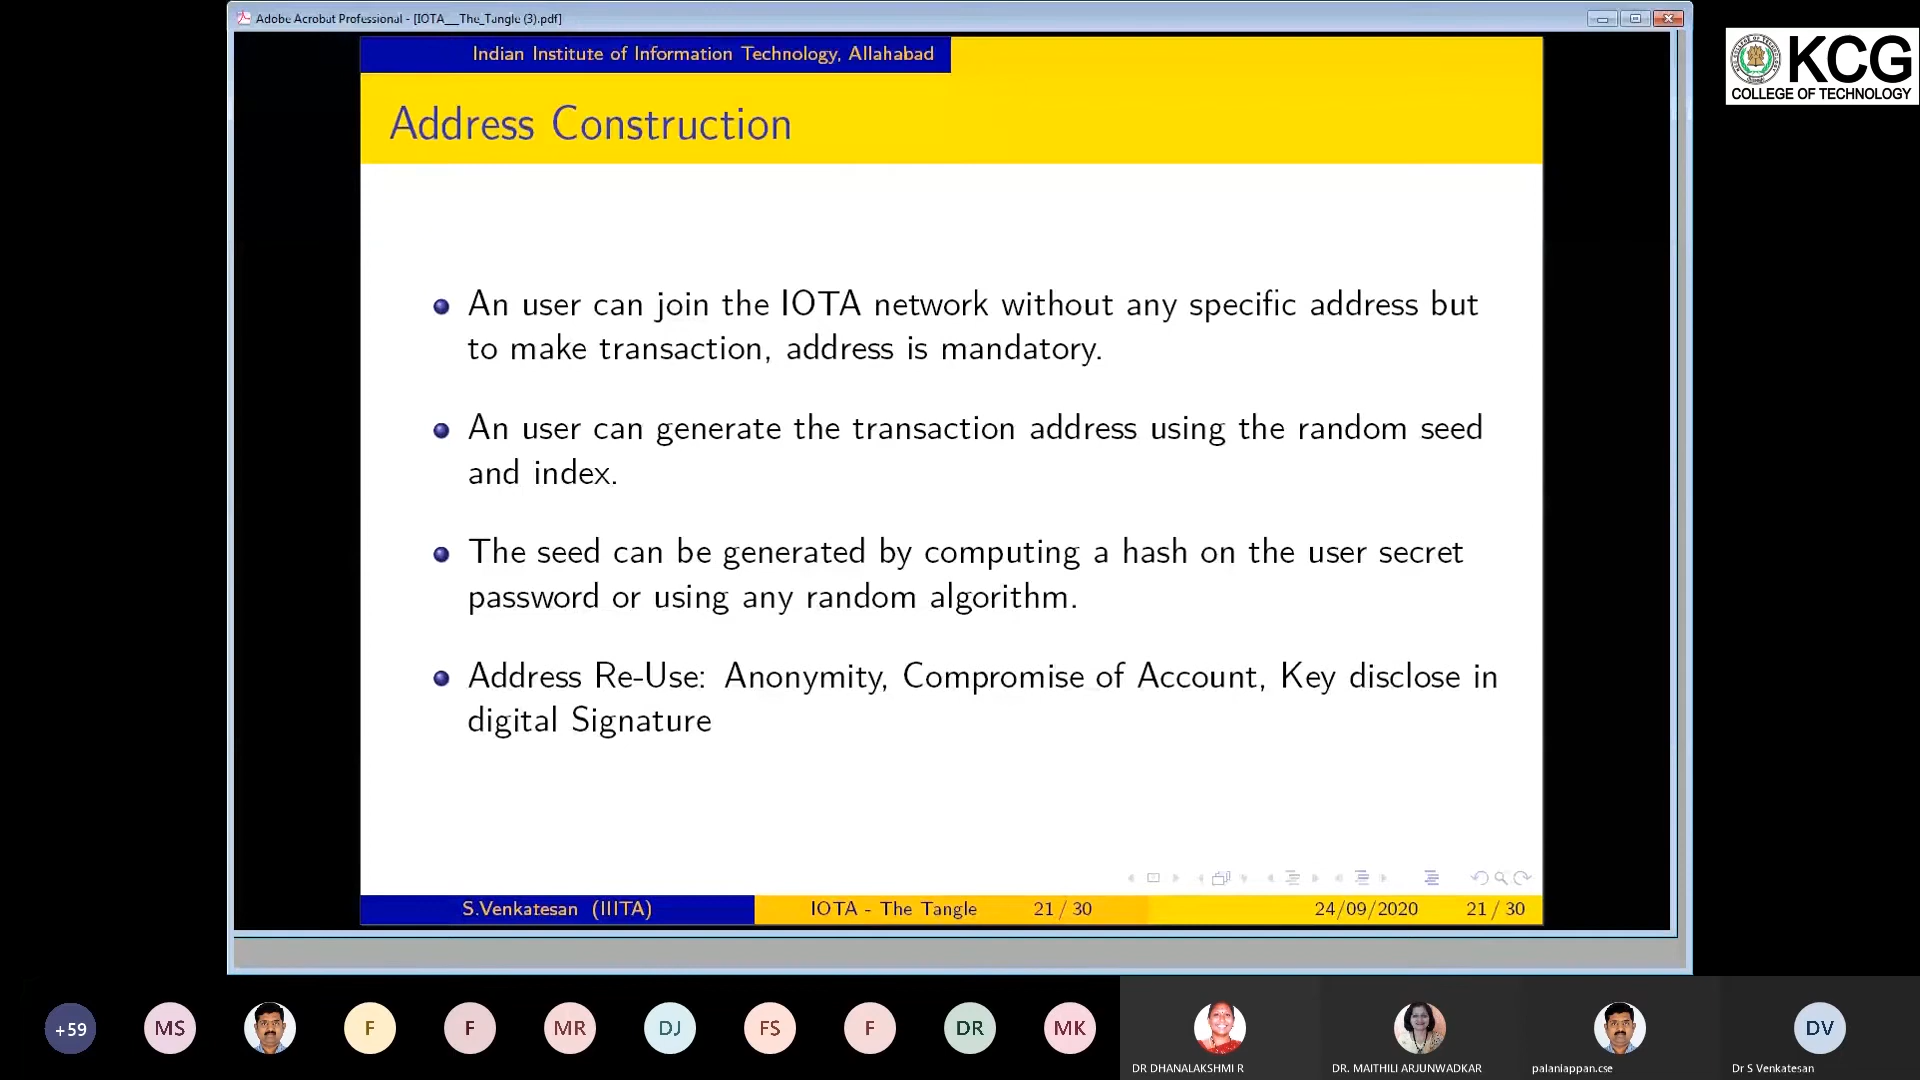 Adobe Acrobat Professional - [IOTA__The_Tangle (3).pdf]
Indian Institute of Information Technology, Allahabad
KCG
COLLEGE OF TECHNOLOGY
Address Construction
An user can join the IOTA network without any specific address but
to make transaction, address is mandatory.
An user can generate the transaction address using the random seed
and index.
The seed can be generated by computing a hash on the user secret
password or using any random algorithm.
Address Re-Use: Anonymity, Compromise of Account, Key disclose in
digital Signature
S.Venkatesan (IIITA) IOTA - The Tangle 21 / 30 24/09/2020 21 / 30
+59 MS F F MR DJ FS F DR MK DV
DR DHANALAKSHMI R DR. MAITHILI ARJUNWADKAR palaniappan.cse Dr S Venkatesan